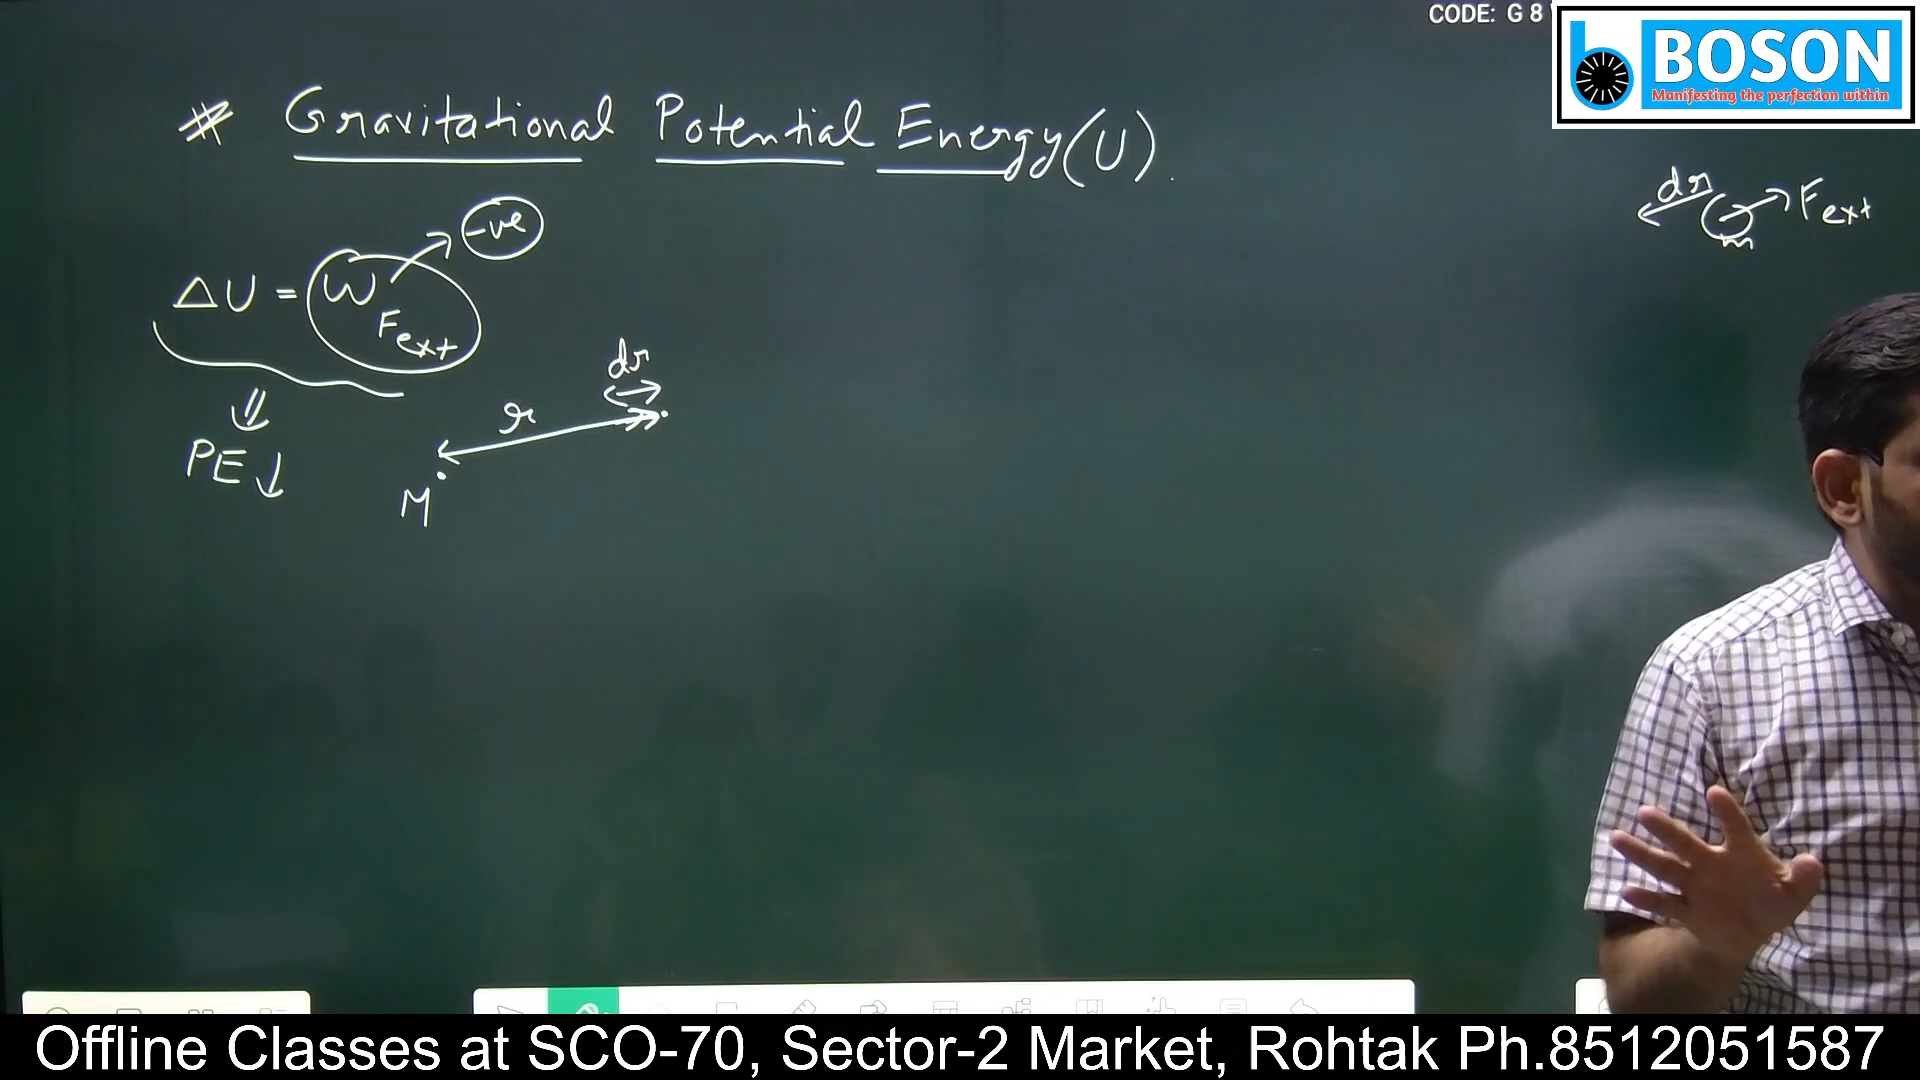 CODE: G 8
BOSON
Manifesting the perfection within
* Gravitational Potential Energy(U).
dr Fext
m
-ve
ΔU = W Fext
⇓
PE↓
dr
r
M
Offline Classes at SCO-70, Sector-2 Market, Rohtak Ph.8512051587